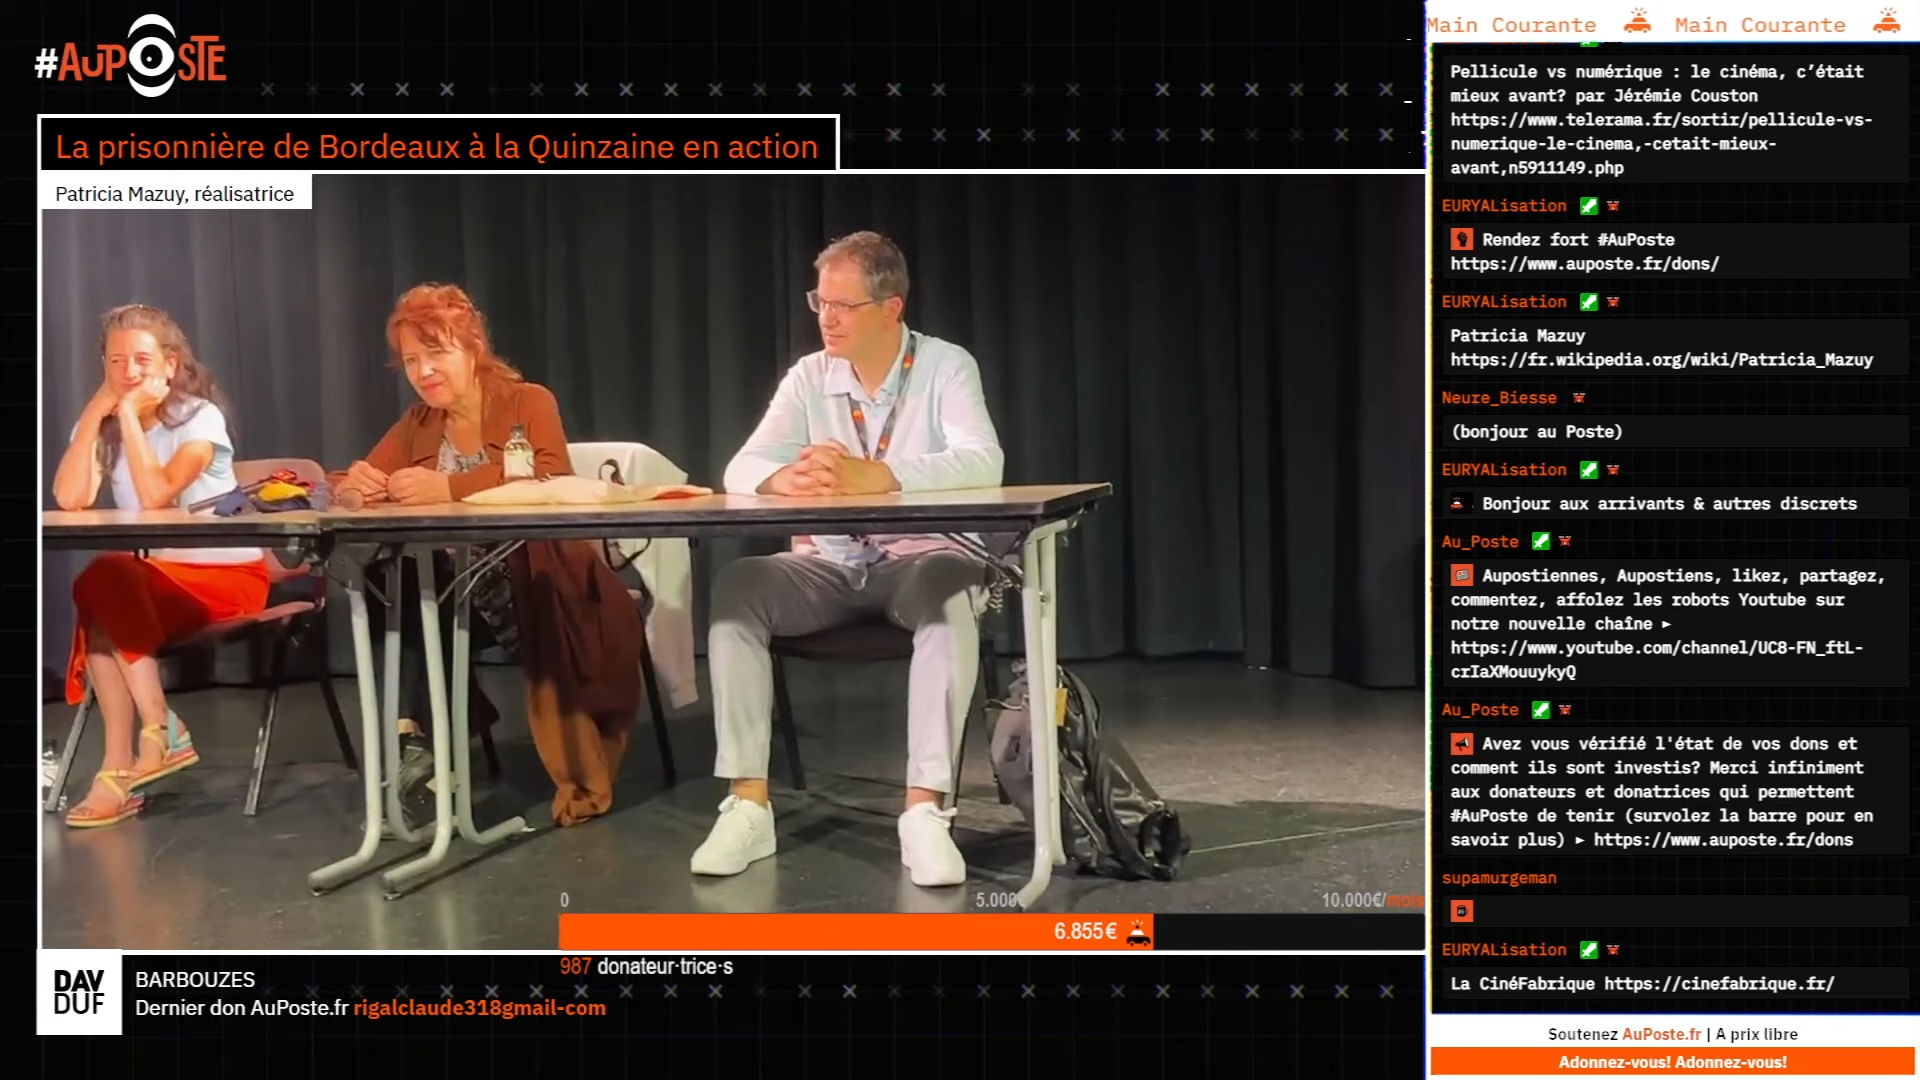 #AUPOSTE
La prisonnière de Bordeaux à la Quinzaine en action
Patricia Mazuy, réalisatrice
0
5.000€
10.000€/mois
6.855€
987 donateur·trice·s
DAV
DUF
BARBOUZES
Dernier don AuPoste.fr rigalclaude318gmail-com
Main Courante
Main Courante
Pellicule vs numérique : le cinéma, c’était
mieux avant? par Jérémie Couston
https://www.telerama.fr/sortir/pellicule-vs-
numerique-le-cinema,-cetait-mieux-
avant,n5911149.php
EURYALisation
Rendez fort #AuPoste
https://www.auposte.fr/dons/
EURYALisation
Patricia Mazuy
https://fr.wikipedia.org/wiki/Patricia_Mazuy
Neure_Biesse
(bonjour au Poste)
EURYALisation
Bonjour aux arrivants & autres discrets
Au_Poste
Aupostiennes, Aupostiens, likez, partagez,
commentez, affolez les robots Youtube sur
notre nouvelle chaîne ►
https://www.youtube.com/channel/UC8-FN_ftL-
crIaXMouuykyQ
Au_Poste
Avez vous vérifié l'état de vos dons et
comment ils sont investis? Merci infiniment
aux donateurs et donatrices qui permettent
#AuPoste de tenir (survolez la barre pour en
savoir plus) ► https://www.auposte.fr/dons
supamurgeman
EURYALisation
La CinéFabrique https://cinefabrique.fr/
Soutenez AuPoste.fr | A prix libre
Adonnez-vous! Adonnez-vous!